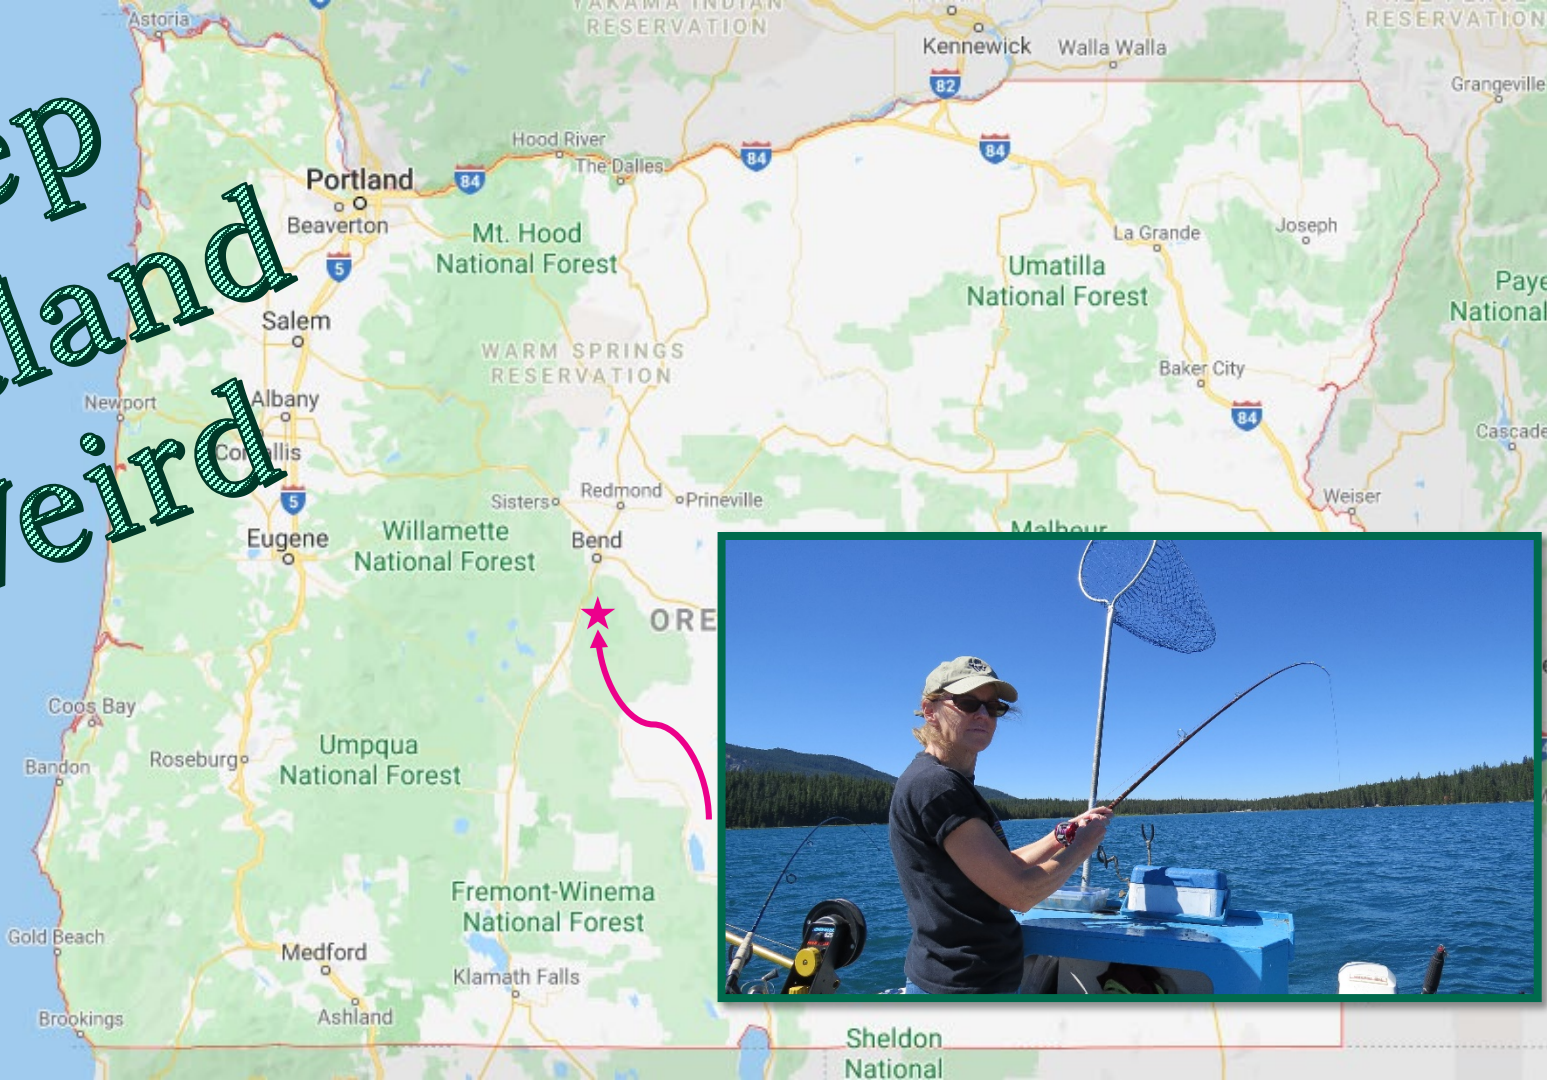 YAKAMA INDIAN
RESERVATION
RESERVATION
Astoria
Kennewick
Walla Walla
82
Grangeville
Hood River
The Dalles
84
84
84
Portland
Beaverton
Mt. Hood
National Forest
La Grande
Joseph
5
Umatilla
National Forest
Paye
National
ep
land
eird
Salem
WARM SPRINGS
RESERVATION
Baker City
Newport
Albany
84
Cascade
Sisters
Redmond
Prineville
Weiser
5
Eugene
Willamette
National Forest
Bend
Malheur
ORE
Coos Bay
Bandon
Roseburg
Umpqua
National Forest
Fremont-Winema
National Forest
Gold Beach
Medford
Klamath Falls
Brookings
Ashland
Sheldon
National